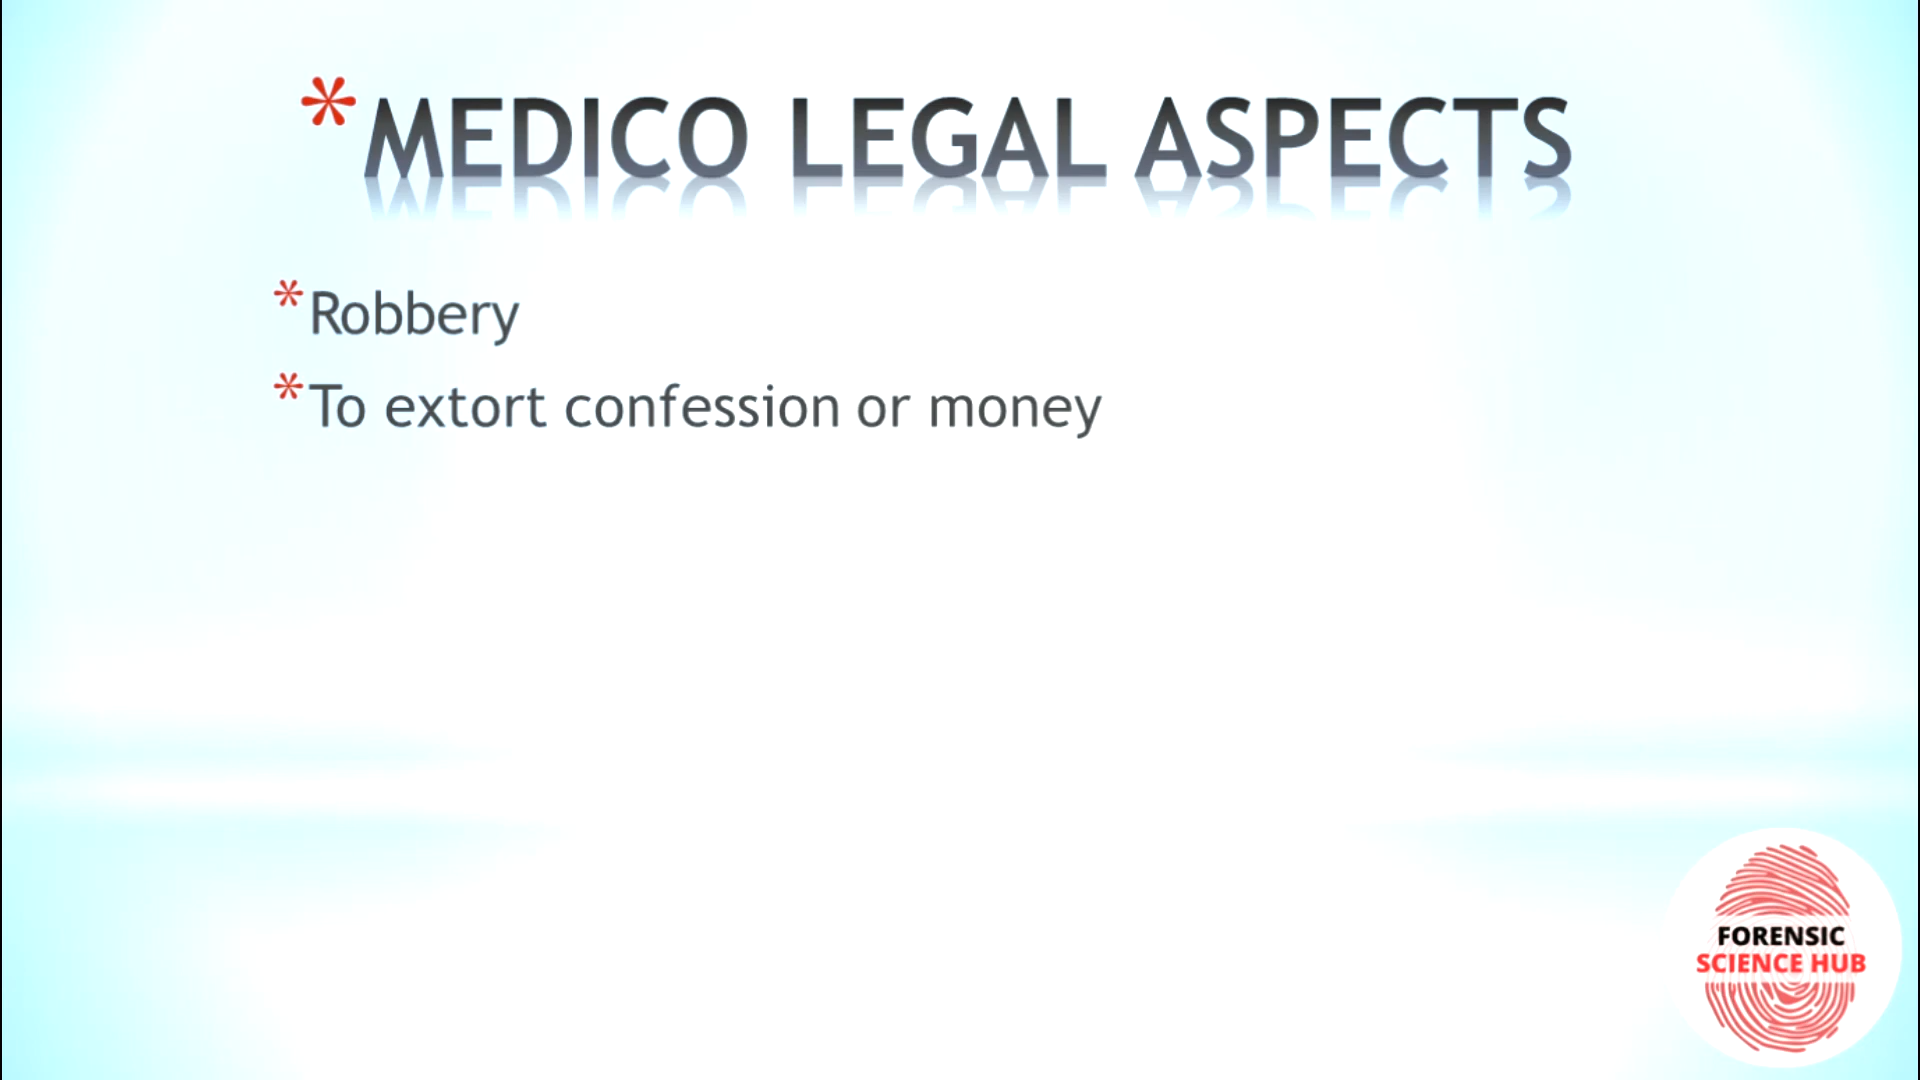 *MEDICO LEGAL ASPECTS
*Robbery
*To extort confession or money
FORENSIC
SCIENCE HUB